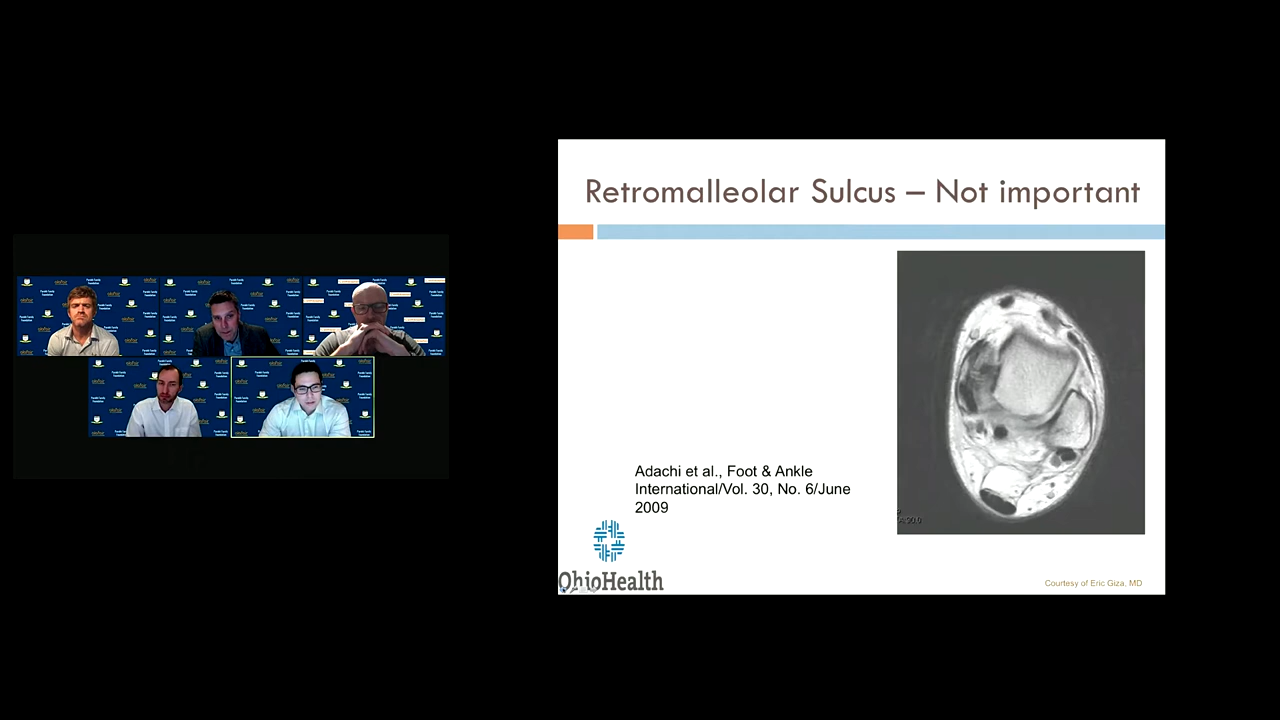 Retromalleolar Sulcus – Not important
Adachi et al., Foot & Ankle
International/Vol. 30, No. 6/June
2009
OhioHealth
Courtesy of Eric Giza, MD